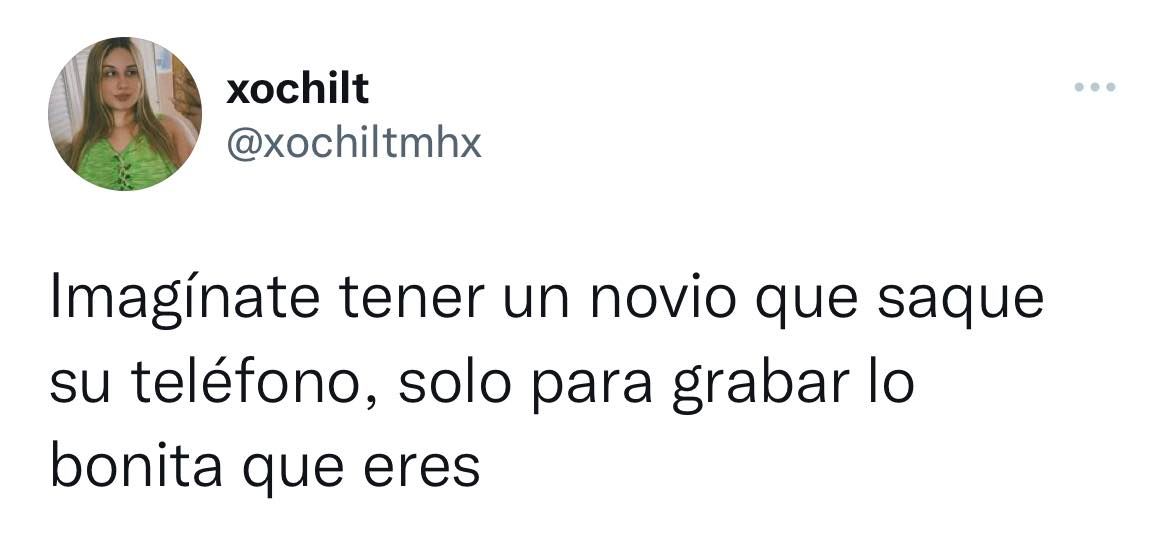 xochilt
@xochiltmhx
Imagínate tener un novio que saque
su teléfono, solo para grabar lo
bonita que eres